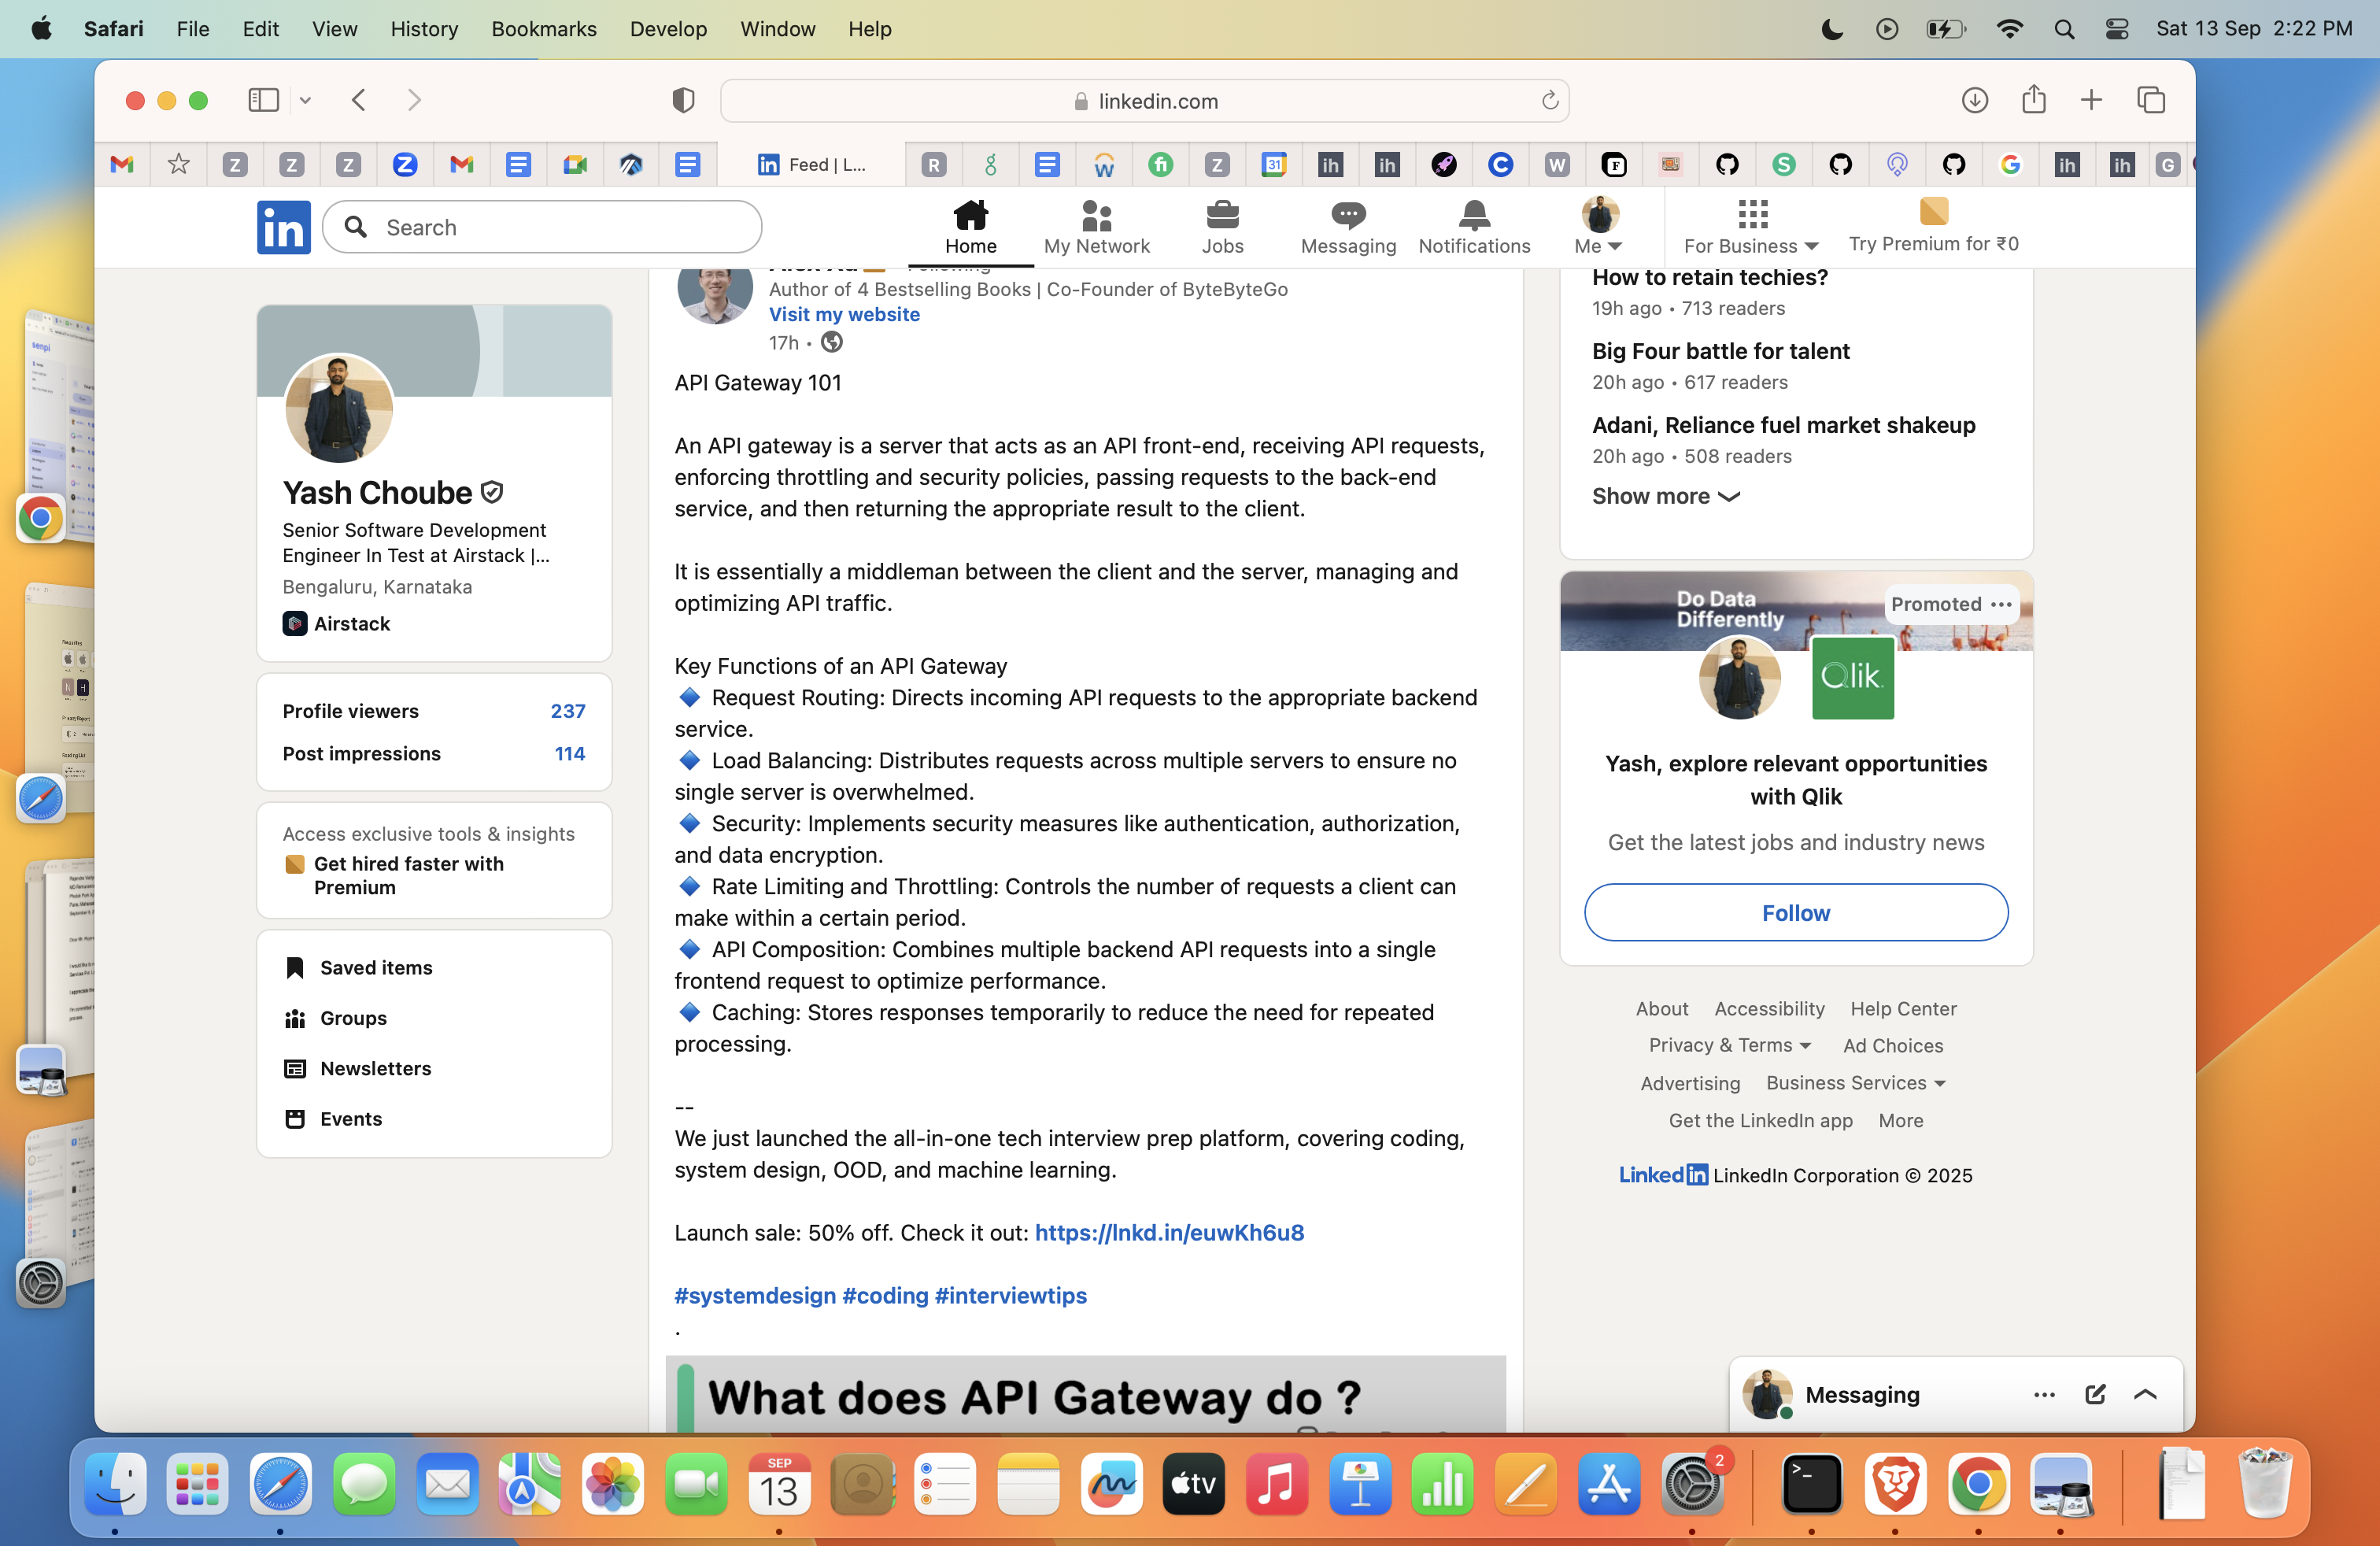 Safari File Edit View History Bookmarks Develop Window Help
Sat 13 Sep 2:22 PM
linkedin.com
Feed | L...
Search
Home
My Network
Jobs
Messaging
Notifications
Me
For Business
Try Premium for ₹0
Yash Choube
Senior Software Development
Engineer In Test at Airstack |...
Bengaluru, Karnataka
Airstack
Profile viewers 237
Post impressions 114
Access exclusive tools & insights
Get hired faster with
Premium
Saved items
Groups
Newsletters
Events
Author of 4 Bestselling Books | Co-Founder of ByteByteGo
Visit my website
17h •
API Gateway 101
An API gateway is a server that acts as an API front-end, receiving API requests,
enforcing throttling and security policies, passing requests to the back-end
service, and then returning the appropriate result to the client.
It is essentially a middleman between the client and the server, managing and
optimizing API traffic.
Key Functions of an API Gateway
🔹 Request Routing: Directs incoming API requests to the appropriate backend
service.
🔹 Load Balancing: Distributes requests across multiple servers to ensure no
single server is overwhelmed.
🔹 Security: Implements security measures like authentication, authorization,
and data encryption.
🔹 Rate Limiting and Throttling: Controls the number of requests a client can
make within a certain period.
🔹 API Composition: Combines multiple backend API requests into a single
frontend request to optimize performance.
🔹 Caching: Stores responses temporarily to reduce the need for repeated
processing.
--
We just launched the all-in-one tech interview prep platform, covering coding,
system design, OOD, and machine learning.
Launch sale: 50% off. Check it out: https://lnkd.in/euwKh6u8
#systemdesign #coding #interviewtips
.
What does API Gateway do ?
How to retain techies?
19h ago • 713 readers
Big Four battle for talent
20h ago • 617 readers
Adani, Reliance fuel market shakeup
20h ago • 508 readers
Show more
Do Data
Differently
Promoted
Qlik
Yash, explore relevant opportunities
with Qlik
Get the latest jobs and industry news
Follow
About Accessibility Help Center
Privacy & Terms Ad Choices
Advertising Business Services
Get the LinkedIn app More
LinkedIn LinkedIn Corporation © 2025
Messaging
SEP
13
tv
2